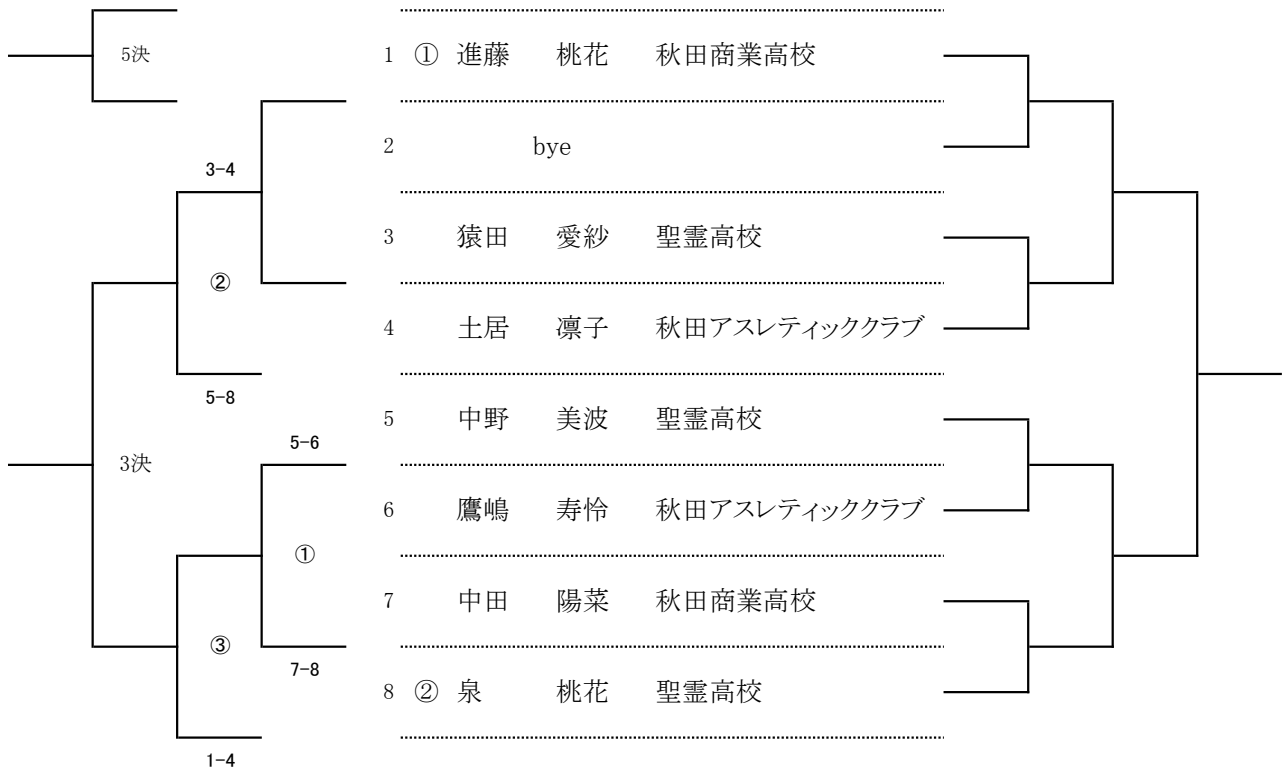 5決
1 ① 進藤 桃花 秋田商業高校
2 bye
3-4
3 猿田 愛紗 聖霊高校
②
4 土居 凛子 秋田アスレティッククラブ
5-8
5 中野 美波 聖霊高校
5-6
3決
6 鷹嶋 寿怜 秋田アスレティッククラブ
①
7 中田 陽菜 秋田商業高校
③
7-8
8 ② 泉 桃花 聖霊高校
1-4